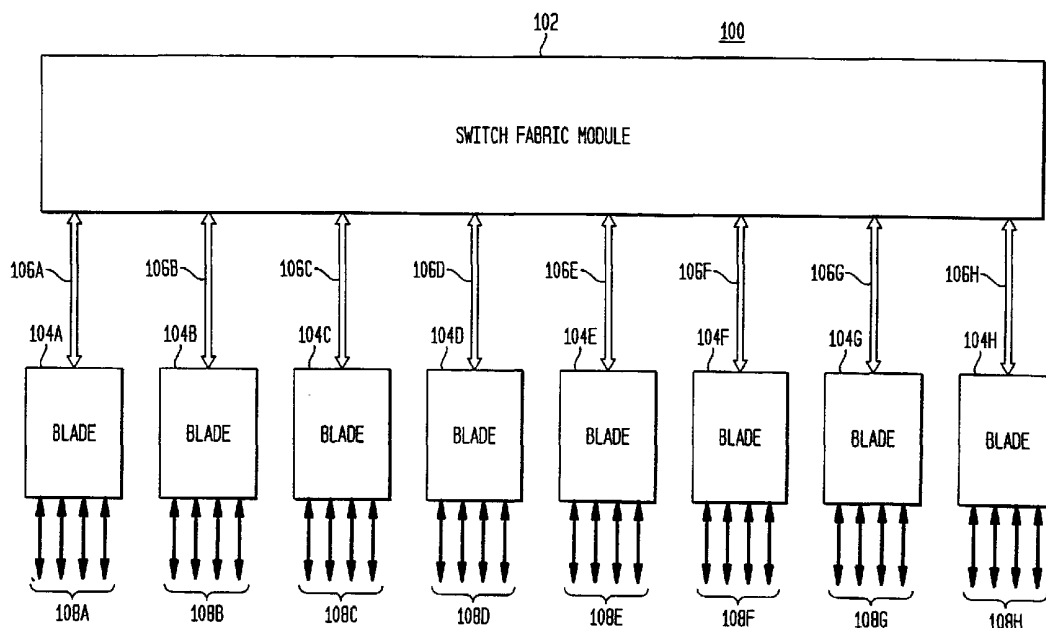 102
100
SWITCH FABRIC MODULE
106A 106B 106C 106D 106E 106F 106G 106H
104A 104B 104C 104D 104E 104F 104G 104H
BLADE BLADE BLADE BLADE BLADE BLADE BLADE BLADE
108A 108B 108C 108D 108E 108F 108G 108H